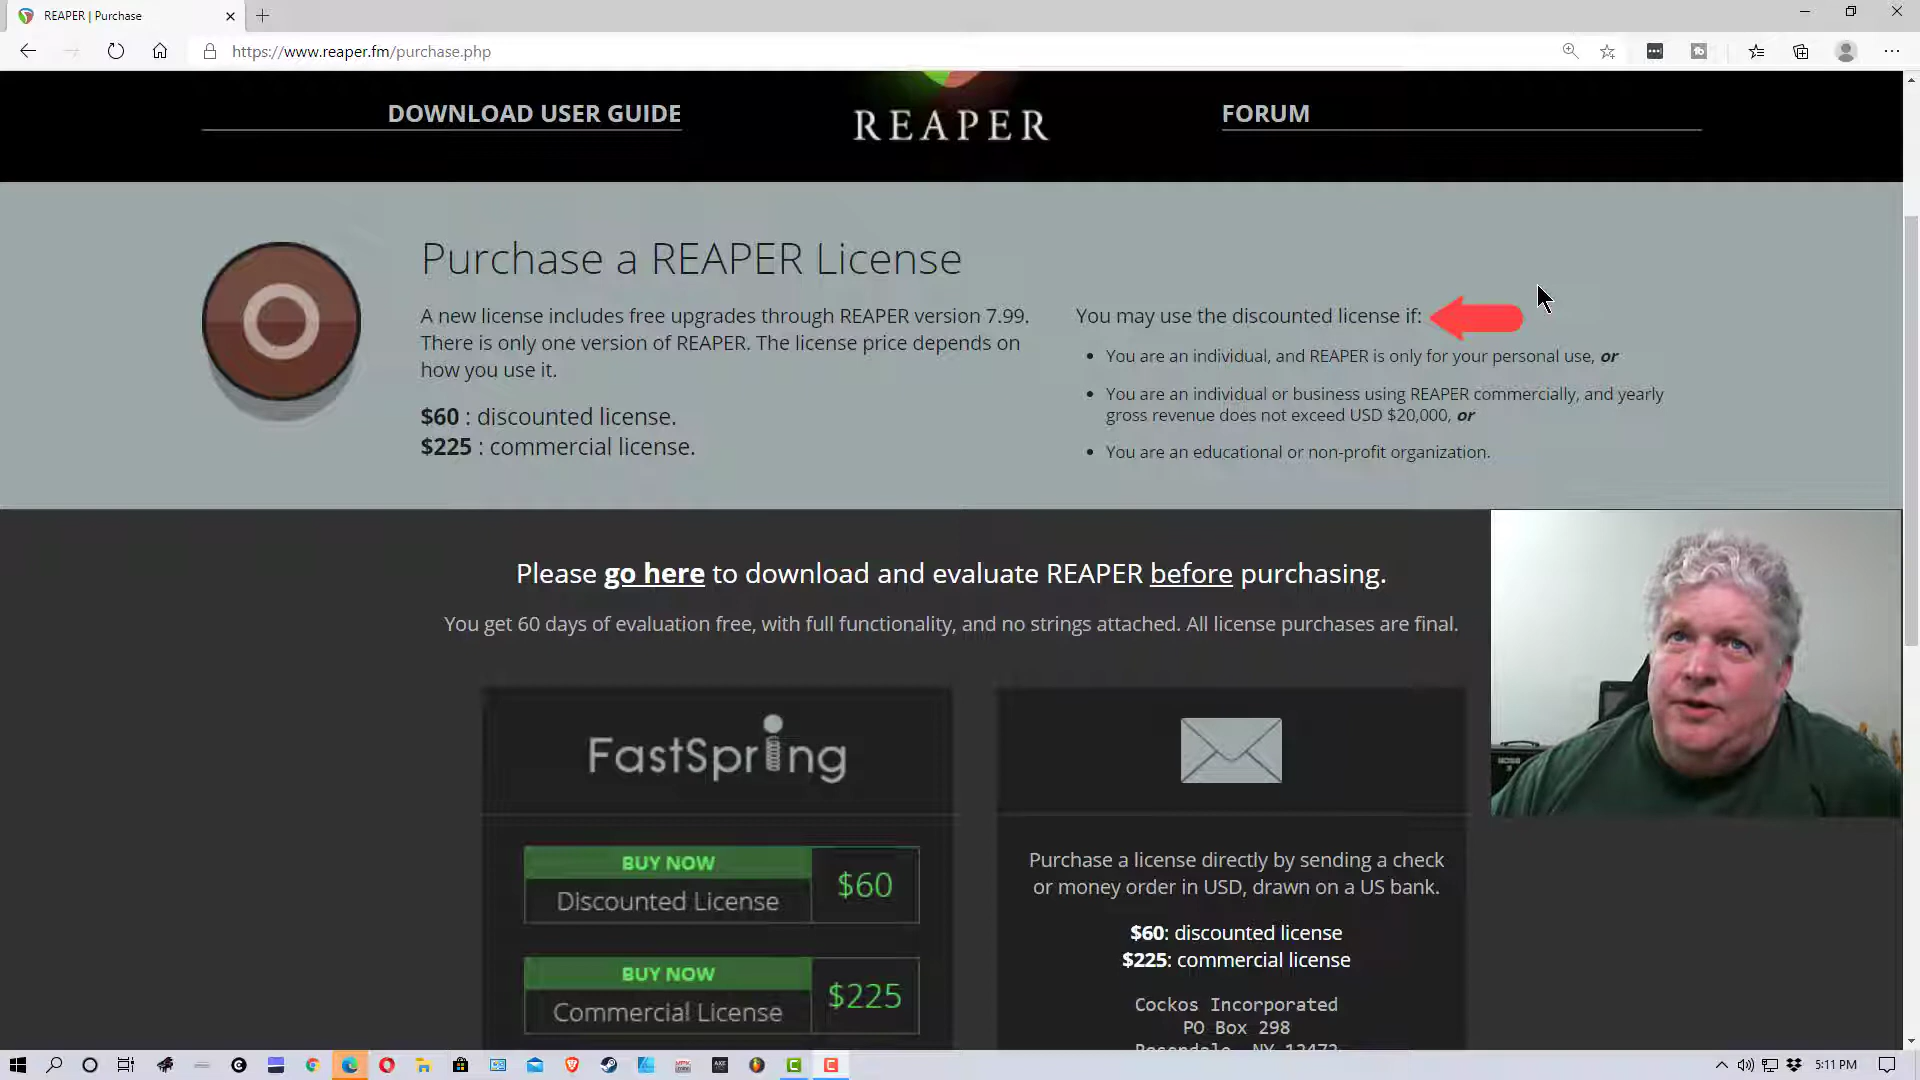 REAPER | Purchase
https://www.reaper.fm/purchase.php
DOWNLOAD USER GUIDE
REAPER
FORUM
Purchase a REAPER License
A new license includes free upgrades through REAPER version 7.99.
There is only one version of REAPER. The license price depends on
how you use it.
$60 : discounted license.
$225 : commercial license.
You may use the discounted license if:
• You are an individual, and REAPER is only for your personal use, or
• You are an individual or business using REAPER commercially, and yearly
gross revenue does not exceed USD $20,000, or
• You are an educational or non-profit organization.
Please go here to download and evaluate REAPER before purchasing.
You get 60 days of evaluation free, with full functionality, and no strings attached. All license purchases are final.
FastSpring
BUY NOW
Discounted License
$60
BUY NOW
Commercial License
$225
Purchase a license directly by sending a check
or money order in USD, drawn on a US bank.
$60: discounted license
$225: commercial license
Cockos Incorporated
PO Box 298
Rosendale, NY 12472
5:11 PM